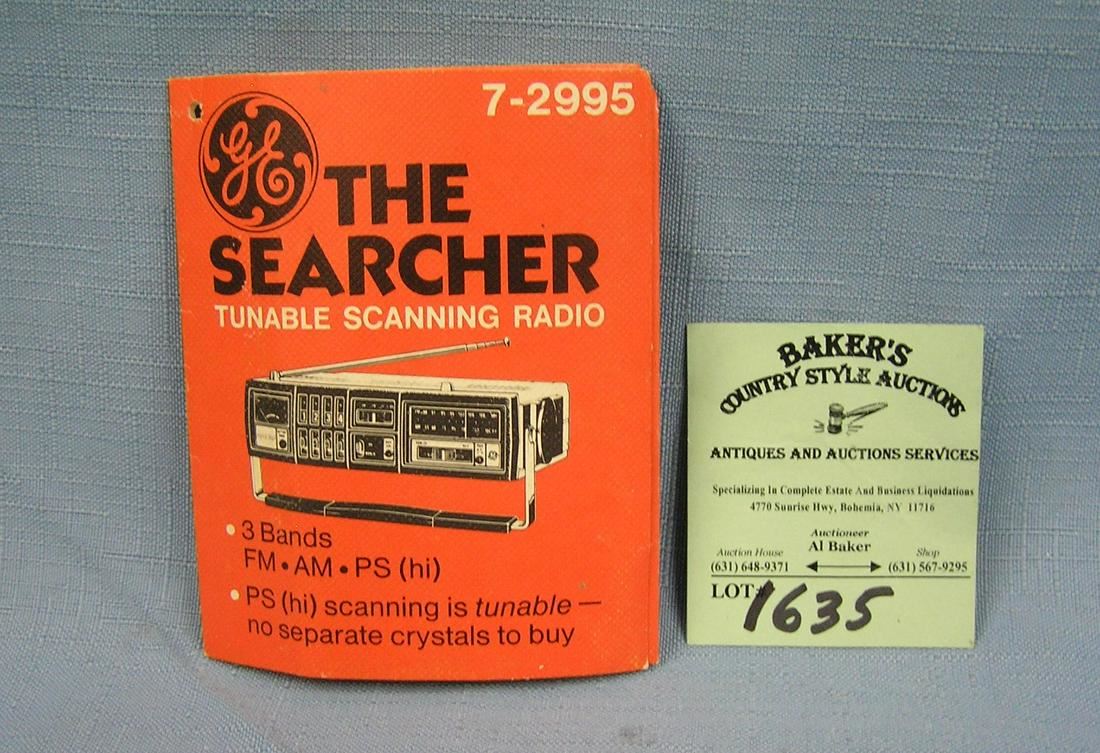 7-2995
GE
THE
SEARCHER
TUNABLE SCANNING RADIO
• 3 Bands
FM • AM • PS (hi)
• PS (hi) scanning is tunable —
no separate crystals to buy
BAKER'S
COUNTRY STYLE AUCTIONS
ANTIQUES AND AUCTIONS SERVICES
Specializing In Complete Estate And Business Liquidations
4770 Sunrise Hwy, Bohemia, NY 11716
Auctioneer
Auction House Al Baker Shop
(631) 648-9371 (631) 567-9295
LOT# 1635